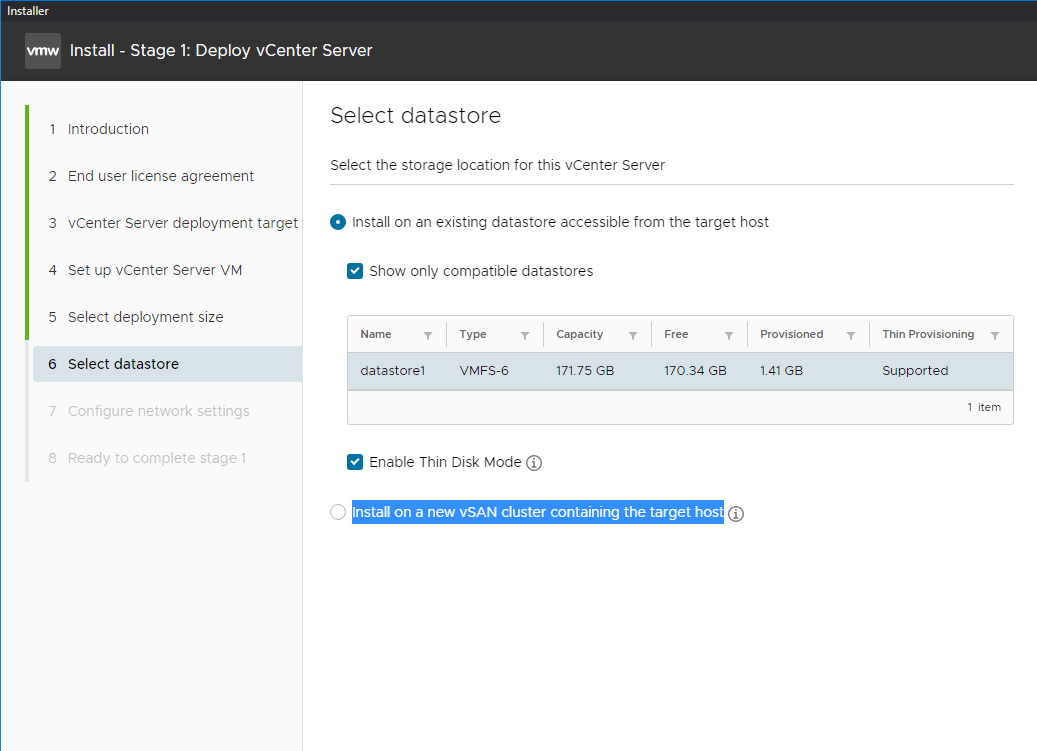 Installer
vmw Install - Stage 1: Deploy vCenter Server
1 Introduction
2 End user license agreement
3 vCenter Server deployment target
4 Set up vCenter Server VM
5 Select deployment size
6 Select datastore
7 Configure network settings
8 Ready to complete stage 1
Select datastore
Select the storage location for this vCenter Server
Install on an existing datastore accessible from the target host
Show only compatible datastores
Name Type Capacity Free Provisioned Thin Provisioning
datastore1 VMFS-6 171.75 GB 170.34 GB 1.41 GB Supported
1 item
Enable Thin Disk Mode
Install on a new vSAN cluster containing the target host